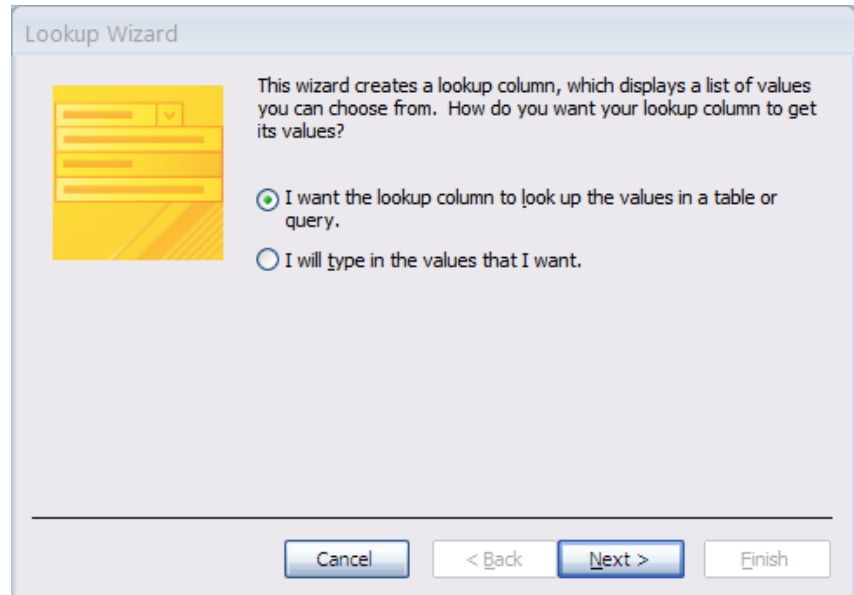 Lookup Wizard
This wizard creates a lookup column, which displays a list of values
you can choose from.  How do you want your lookup column to get
its values?
I want the lookup column to look up the values in a table or
query.
I will type in the values that I want.
Cancel
< Back
Next >
Finish